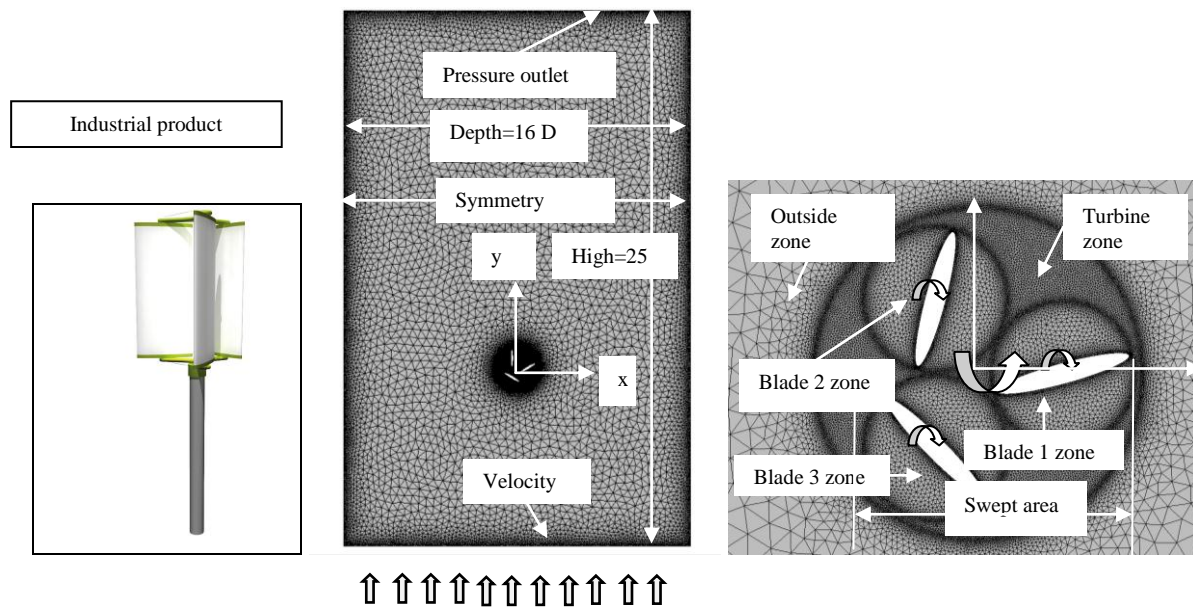 Industrial product
Pressure outlet
Depth=16 D
Symmetry
y
High=25
x
Velocity
Outside
zone
Turbine
zone
Blade 2 zone
Blade 1 zone
Blade 3 zone
Swept area